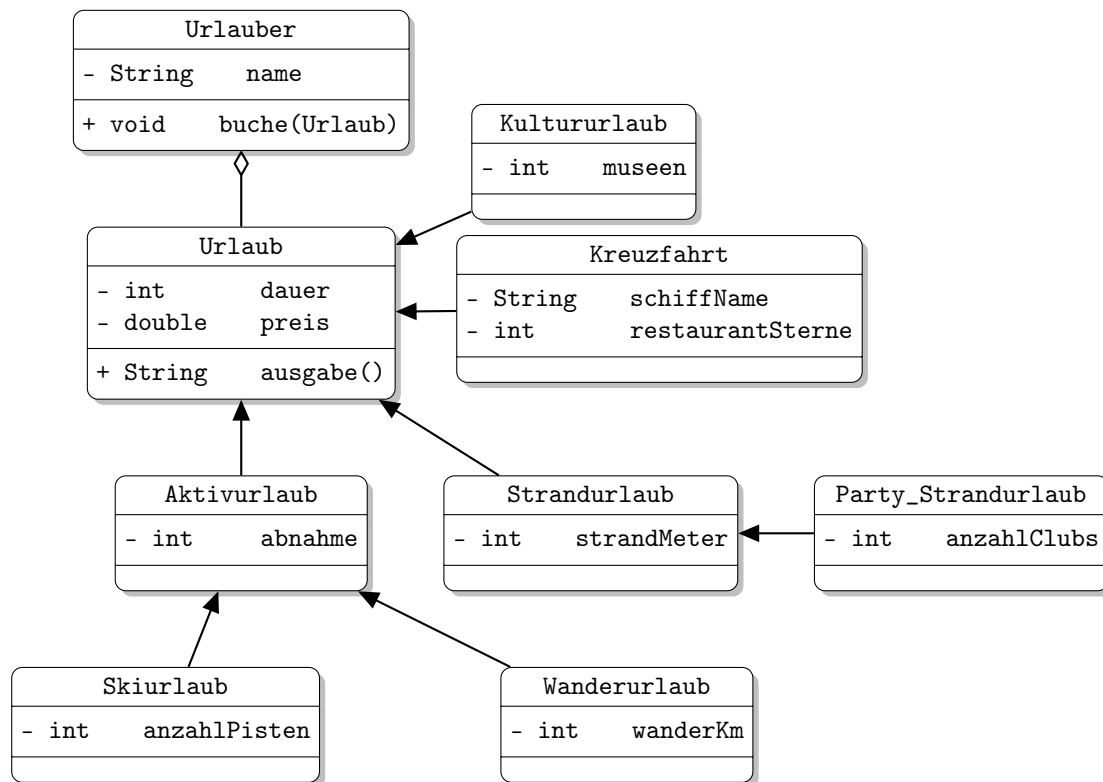 Urlauber
- String name
+ void buche(Urlaub)
Kultururlaub
- int museen
Urlaub
- int dauer
- double preis
+ String ausgabe()
Kreuzfahrt
- String schiffName
- int restaurantSterne
Aktivurlaub
- int abnahme
Strandurlaub
- int strandMeter
Party_Strandurlaub
- int anzahlClubs
Skiurlaub
- int anzahlPisten
Wanderurlaub
- int wanderKm